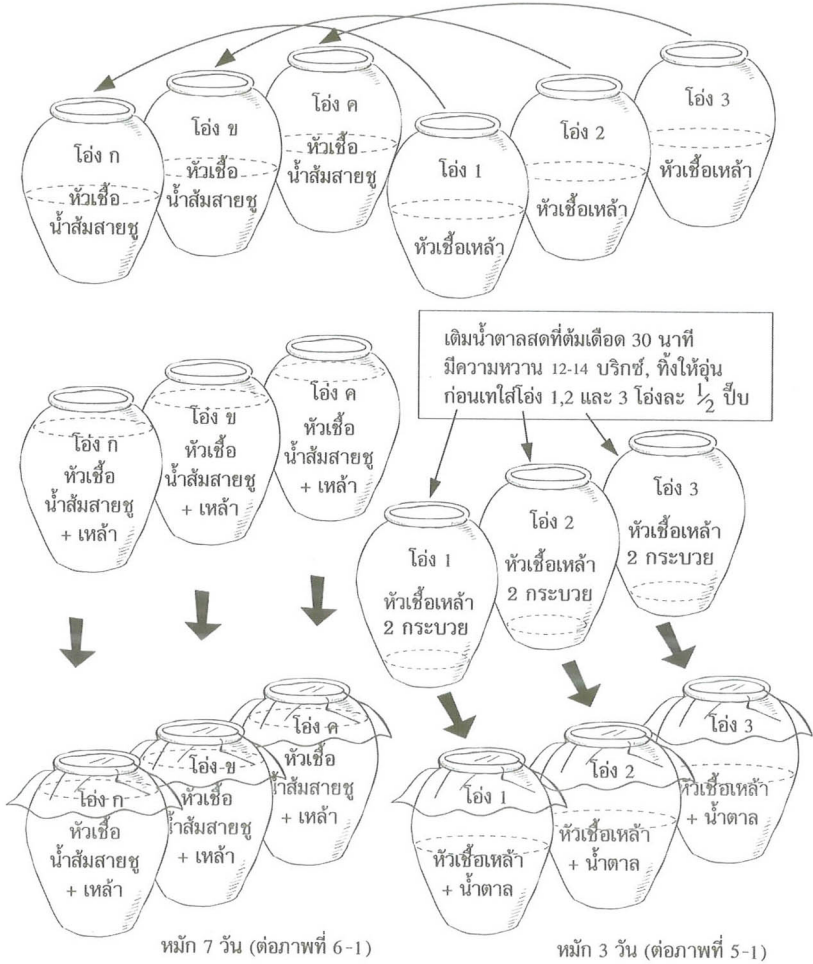 โอ่ง ก
หัวเชื้อ
น้ำส้มสายชู
โอ่ง ข
หัวเชื้อ
น้ำส้มสายชู
โอ่ง ค
หัวเชื้อ
น้ำส้มสายชู
โอ่ง 1
หัวเชื้อเหล้า
โอ่ง 2
หัวเชื้อเหล้า
โอ่ง 3
หัวเชื้อเหล้า
เติมน้ำตาลสดที่ต้มเดือด 30 นาที
มีความหวาน 12-14 บริกซ์, ทิ้งให้อุ่น
ก่อนเทใส่โอ่ง 1,2 และ 3 โอ่งละ 1/2 ปี๊บ
โอ่ง ก
หัวเชื้อ
น้ำส้มสายชู
+ เหล้า
โอ่ง ข
หัวเชื้อ
น้ำส้มสายชู
+ เหล้า
โอ่ง ค
หัวเชื้อ
น้ำส้มสายชู
+ เหล้า
โอ่ง 1
หัวเชื้อเหล้า
2 กระบวย
โอ่ง 2
หัวเชื้อเหล้า
2 กระบวย
โอ่ง 3
หัวเชื้อเหล้า
2 กระบวย
โอ่ง ก
หัวเชื้อ
น้ำส้มสายชู
+ เหล้า
โอ่ง ข
หัวเชื้อ
น้ำส้มสายชู
+ เหล้า
โอ่ง ค
หัวเชื้อ
น้ำส้มสายชู
+ เหล้า
โอ่ง 1
หัวเชื้อเหล้า
+ น้ำตาล
โอ่ง 2
หัวเชื้อเหล้า
+ น้ำตาล
โอ่ง 3
หัวเชื้อเหล้า
+ น้ำตาล
หมัก 7 วัน (ต่อภาพที่ 6-1)
หมัก 3 วัน (ต่อภาพที่ 5-1)